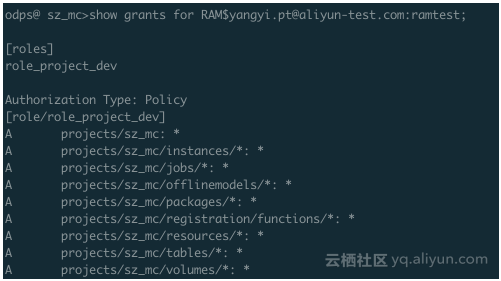 odps@ sz_mc>show grants for RAM$yangyi.pt@aliyun-test.com:ramtest;
[roles]
role_project_dev
Authorization Type: Policy
[role/role_project_dev]
A projects/sz_mc: *
A projects/sz_mc/instances/*: *
A projects/sz_mc/jobs/*: *
A projects/sz_mc/offlinemodels/*: *
A projects/sz_mc/packages/*: *
A projects/sz_mc/registration/functions/*: *
A projects/sz_mc/resources/*: *
A projects/sz_mc/tables/*: *
A projects/sz_mc/volumes/*: *
云栖社区 yq.aliyun.com